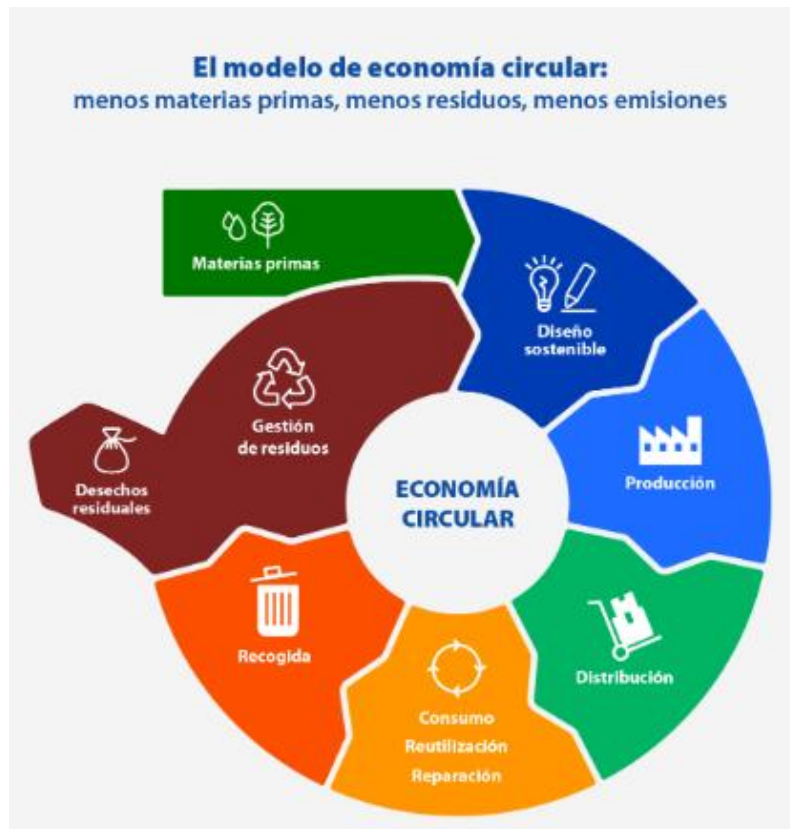 El modelo de economía circular:
menos materias primas, menos residuos, menos emisiones
Materias primas
Diseño
sostenible
Producción
Distribución
Consumo
Reutilización
Reparación
Recogida
Gestión
de residuos
Desechos
residuales
ECONOMÍA
CIRCULAR